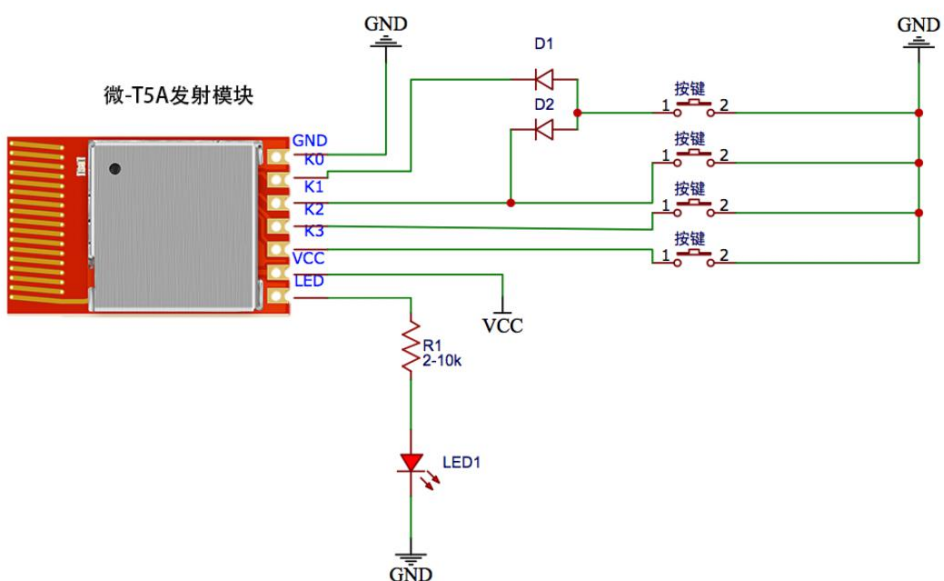 GND
GND
D1
微-T5A发射模块
按键
D2
1 2
GND
K0
按键
1 2
K1
按键
K2
1 2
K3
按键
1 2
VCC
LED
VCC
R1
2-10k
LED1
GND